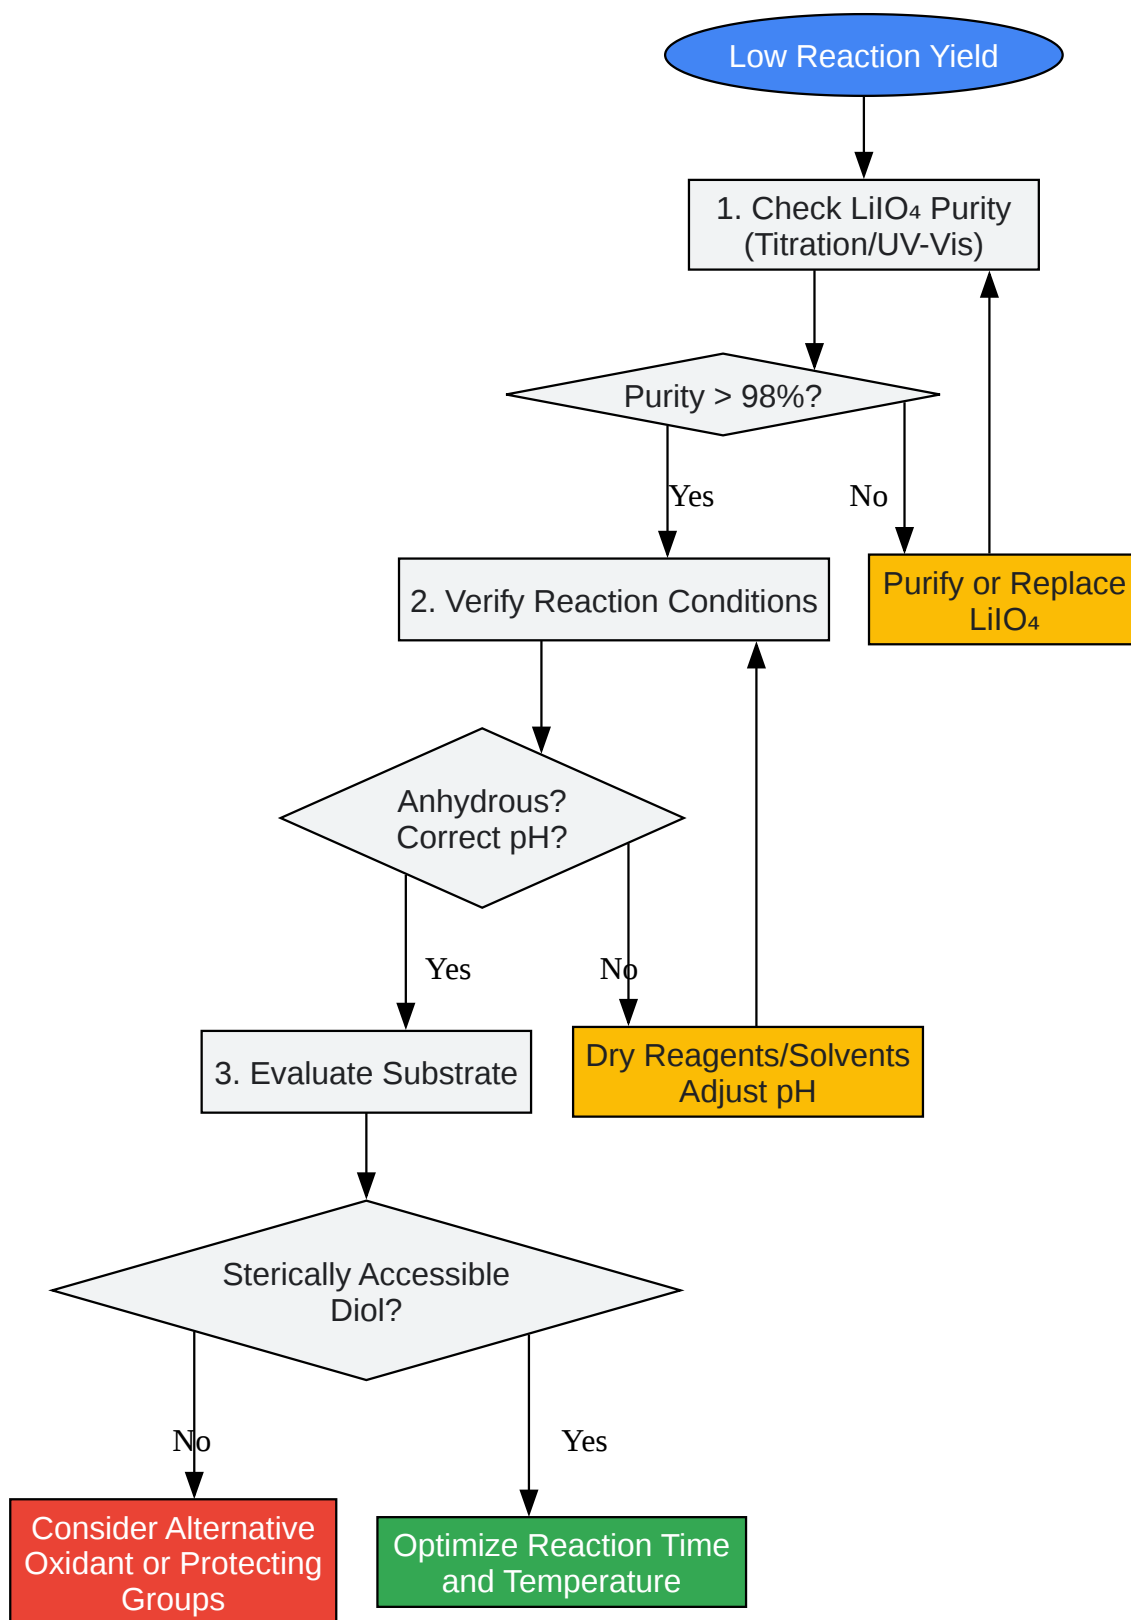 Low Reaction Yield
1. Check LiIO₄ Purity
(Titration/UV-Vis)
Purity > 98%?
Yes
No
2. Verify Reaction Conditions
Purify or Replace
LiIO₄
Anhydrous?
Correct pH?
Yes
No
3. Evaluate Substrate
Dry Reagents/Solvents
Adjust pH
Sterically Accessible
Diol?
No
Yes
Consider Alternative
Oxidant or Protecting
Groups
Optimize Reaction Time
and Temperature